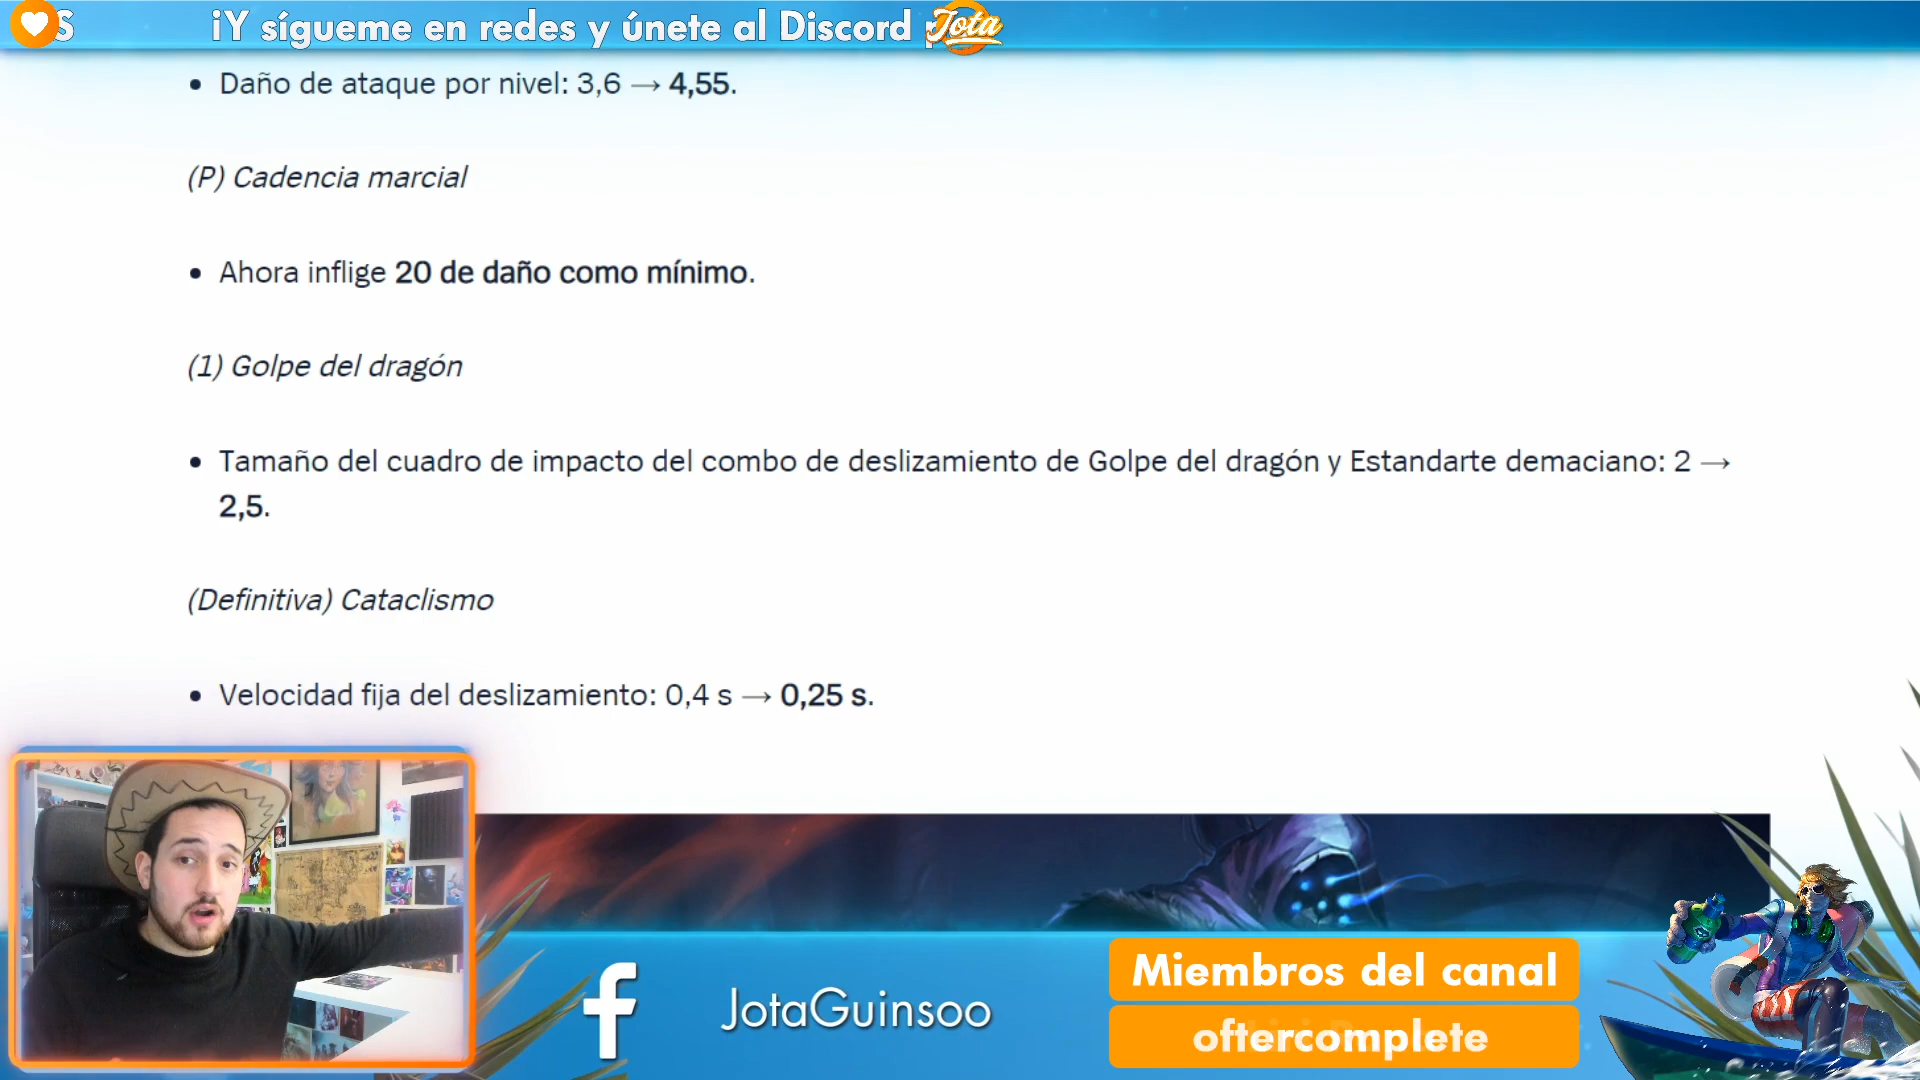 S ¡Y sígueme en redes y únete al Discord
Jota
• Daño de ataque por nivel: 3,6 → 4,55.
(P) Cadencia marcial
• Ahora inflige 20 de daño como mínimo.
(1) Golpe del dragón
• Tamaño del cuadro de impacto del combo de deslizamiento de Golpe del dragón y Estandarte demaciano: 2 →
2,5.
(Definitiva) Cataclismo
• Velocidad fija del deslizamiento: 0,4 s → 0,25 s.
JotaGuinsoo
Miembros del canal
oftercomplete